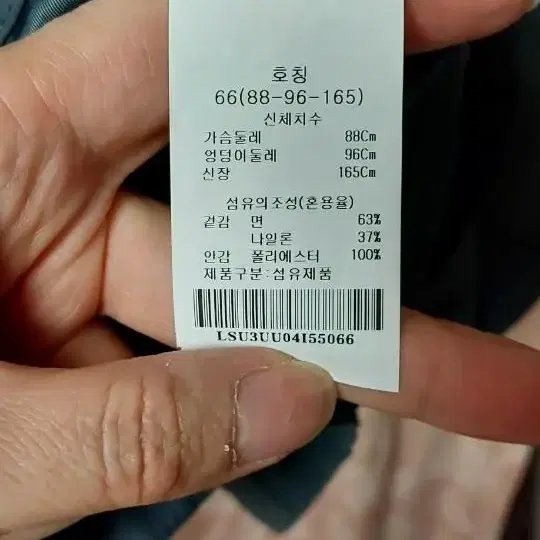 호칭
66(88-96-165)
신체치수
가슴둘레 88Cm
엉덩이둘레 96Cm
신장 165Cm
섬유의조성(혼용율)
겉감 면 63%
나일론 37%
안감 폴리에스터 100%
제품구분:섬유제품
LSU3UU04I55066